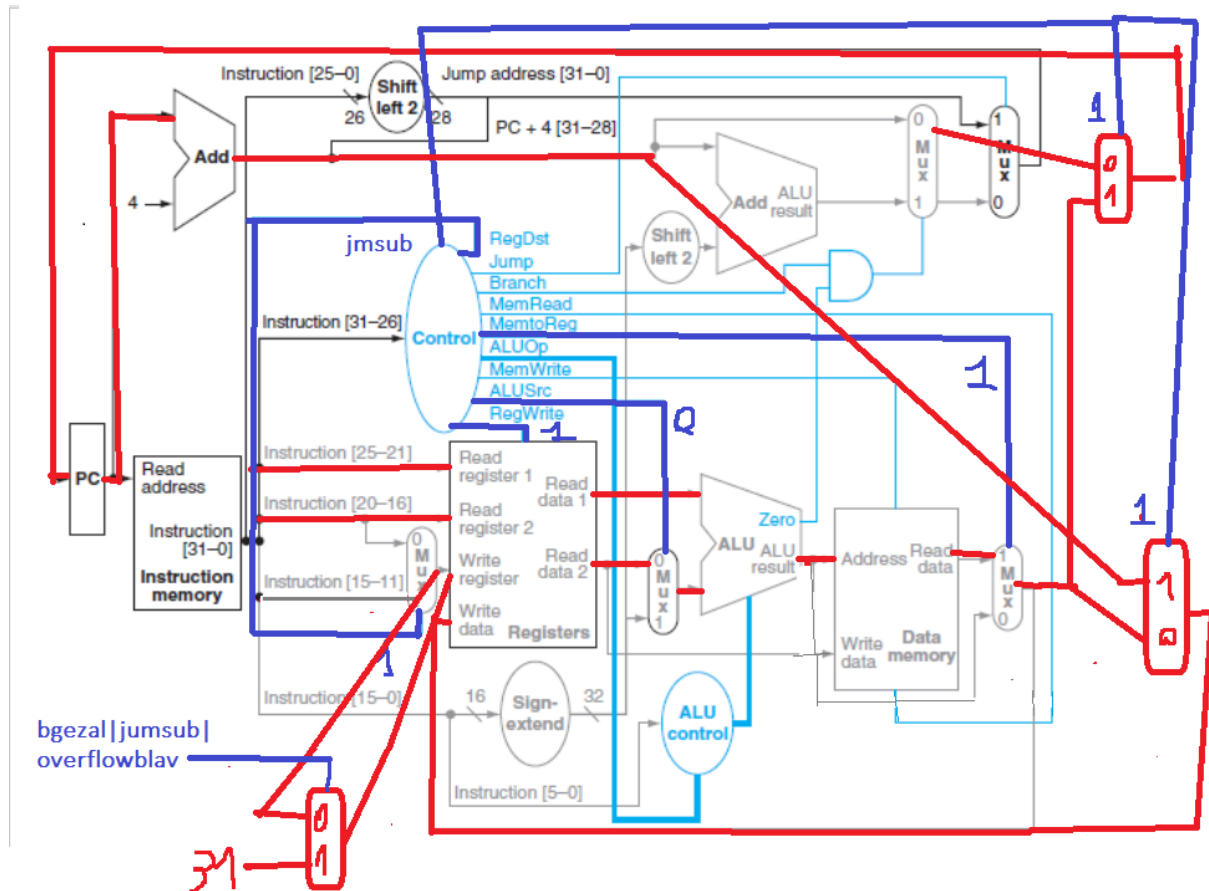 Instruction [25–0]
Shift
left 2
Jump address [31–0]
26
28
PC + 4 [31–28]
1
Add
4
0
M
u
x
1
1
M
u
x
0
0
1
Add ALU
result
Shift
left 2
jmsub
RegDst
Jump
Branch
MemRead
MemtoReg
ALUOp
MemWrite
ALUSrc
RegWrite
Instruction [31–26]
Control
1
0
1
1
PC
Read
address
Instruction
[31–0]
Instruction
memory
Instruction [25–21]
Instruction [20–16]
Instruction [15–11]
0
M
u
x
1
Read
register 1
Read
register 2
Write
register
Write
data
Read
data 1
Read
data 2
Registers
0
M
u
x
1
Zero
ALU
ALU
result
Address
Read
data
Write
data
Data
memory
1
M
u
x
0
1
0
Instruction [15–0]
16
Sign-
extend
32
ALU
control
Instruction [5–0]
bgezal|jumsub|
overflowblav
0
1
31